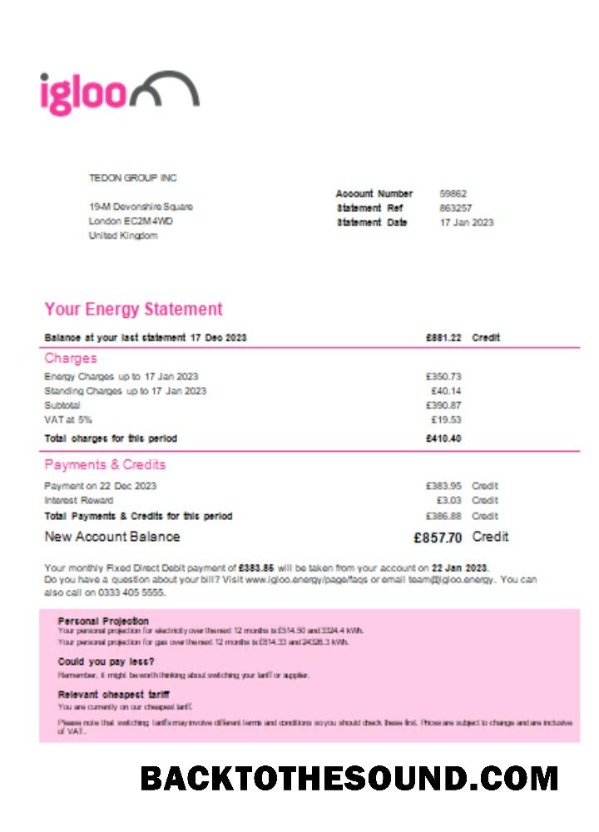 igloo
TEDON GROUP INC
19-M Devonshire Square
London EC2M 4WD
United Kingdom
Account Number 59862
Statement Ref 863257
Statement Date 17 Jan 2023
Your Energy Statement
Balance at your last statement 17 Dec 2023 £881.22 Credit
Charges
Energy Charges up to 17 Jan 2023 £350.73
Standing Charges up to 17 Jan 2023 £40.14
Subtotal £390.87
VAT at 5% £19.53
Total charges for this period £410.40
Payments & Credits
Payment on 22 Dec 2023 £383.95 Credit
Interest Reward £3.03 Credit
Total Payments & Credits for this period £386.88 Credit
New Account Balance £857.70 Credit
Your monthly Fixed Direct Debit payment of £383.85 will be taken from your account on 22 Jan 2023.
Do you have a question about your bill? Visit www.igloo.energy/page/faqs or email team@igloo.energy. You can
also call on 0333 405 5555.
Personal Projection
Your personal projection for electricity over the next 12 months is £514.50 and 3324.4 kWh.
Your personal projection for gas over the next 12 months is £814.33 and 24326.3 kWh.
Could you pay less?
Remember, it might be worth thinking about switching your tariff or supplier.
Relevant cheapest tariff
You are currently on our cheapest tariff.
Please note that switching tariffs may involve different terms and conditions so you should check these first. Prices are subject to change and are inclusive
of VAT.
BACKTOTHESOUND.COM